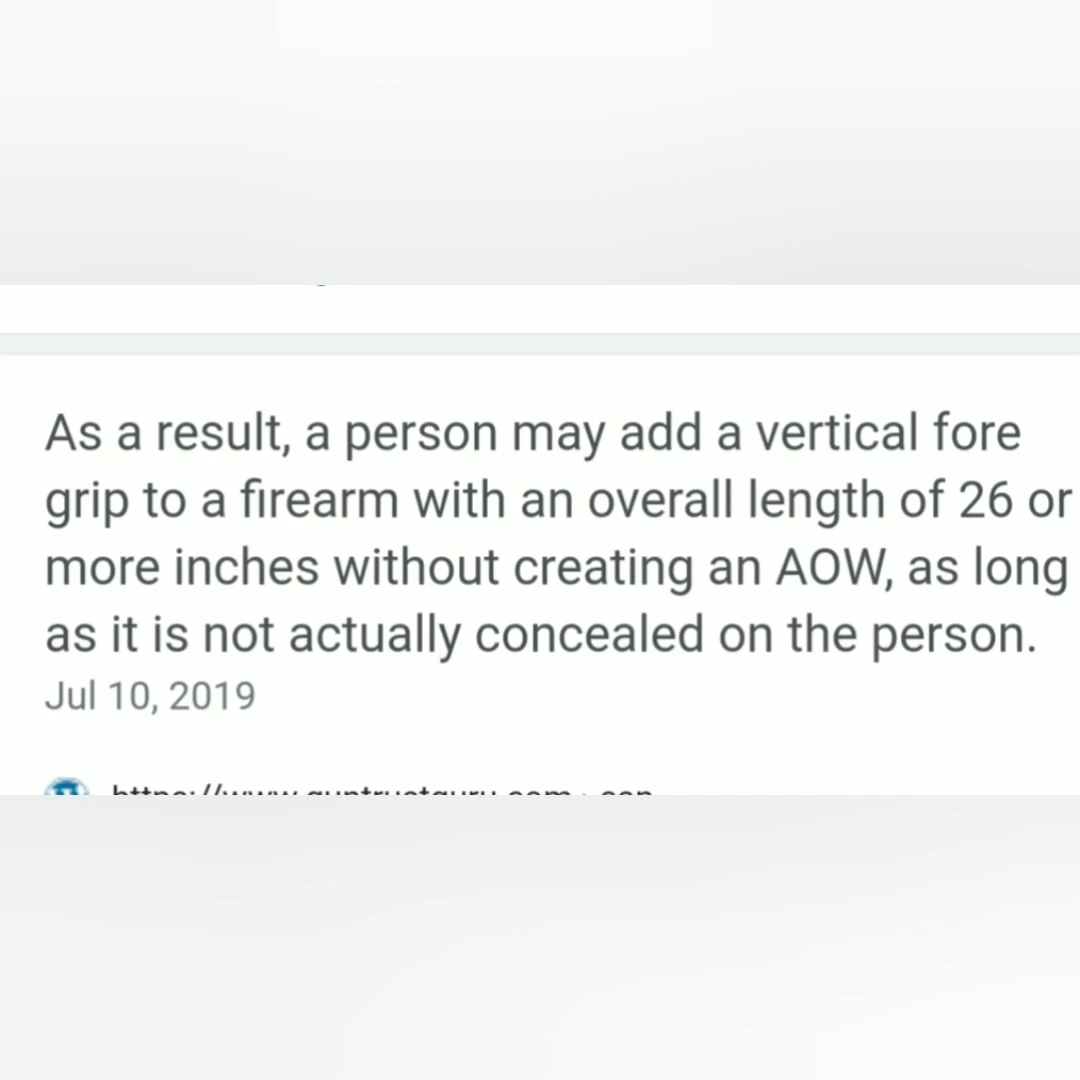 As a result, a person may add a vertical fore
grip to a firearm with an overall length of 26 or
more inches without creating an AOW, as long
as it is not actually concealed on the person.
Jul 10, 2019